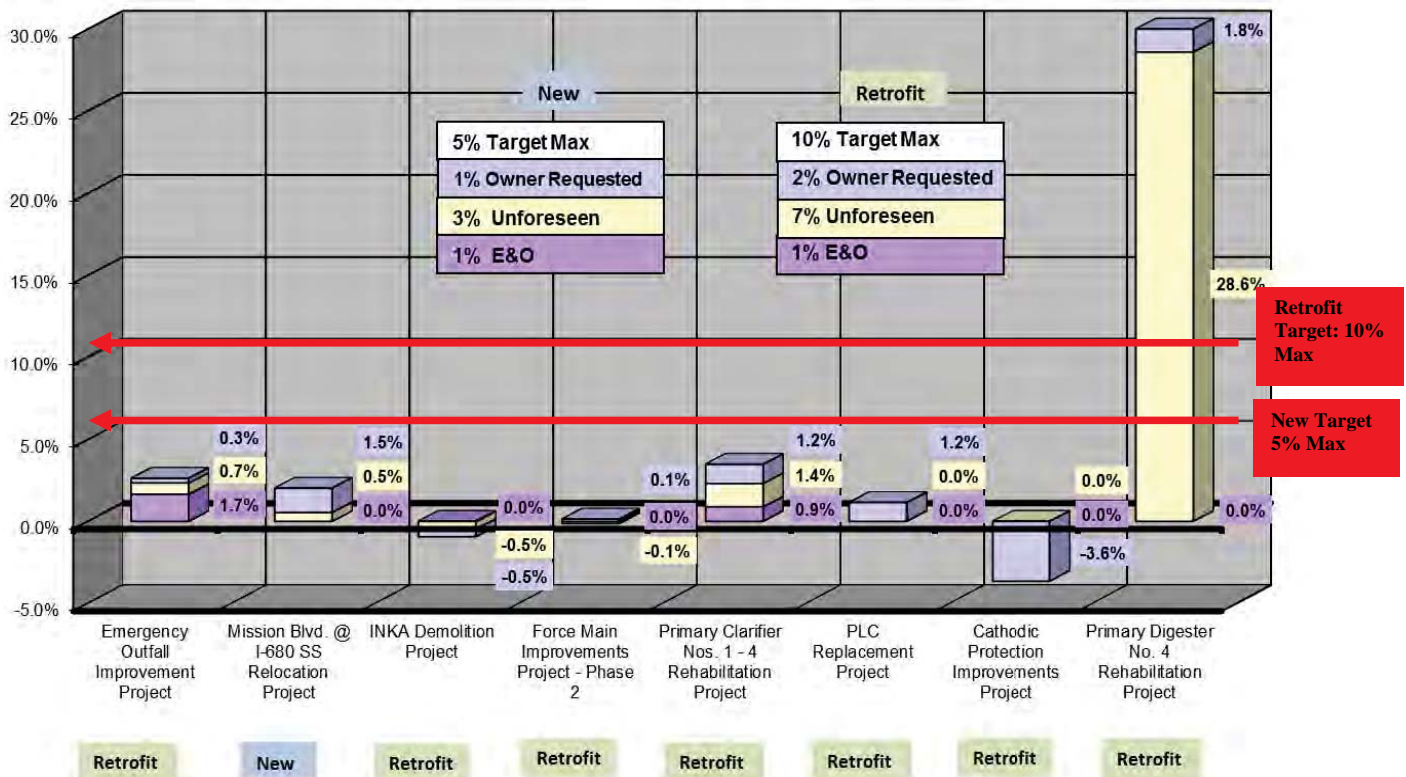 30.0%
25.0%
20.0%
15.0%
10.0%
5.0%
0.0%
-5.0%
New
5% Target Max
1% Owner Requested
3% Unforeseen
1% E&O
Retrofit
10% Target Max
2% Owner Requested
7% Unforeseen
1% E&O
Retrofit
Target: 10%
Max
New Target
5% Max
0.3%
0.7%
1.7%
1.5%
0.5%
0.0%
0.0%
-0.5%
-0.5%
0.1%
0.0%
-0.1%
1.2%
1.4%
0.9%
1.2%
0.0%
0.0%
0.0%
0.0%
-3.6%
1.8%
28.6%
0.0%
Emergency
Outfall
Improvement
Project
Mission Blvd. @
I-680 SS
Relocation
Project
INKA Demolition
Project
Force Main
Improvements
Project - Phase
2
Primary Clarifier
Nos. 1 - 4
Rehabilitation
Project
PLC
Replacement
Project
Cathodic
Protection
Improvements
Project
Primary Digester
No. 4
Rehabilitation
Project
Retrofit
New
Retrofit
Retrofit
Retrofit
Retrofit
Retrofit
Retrofit